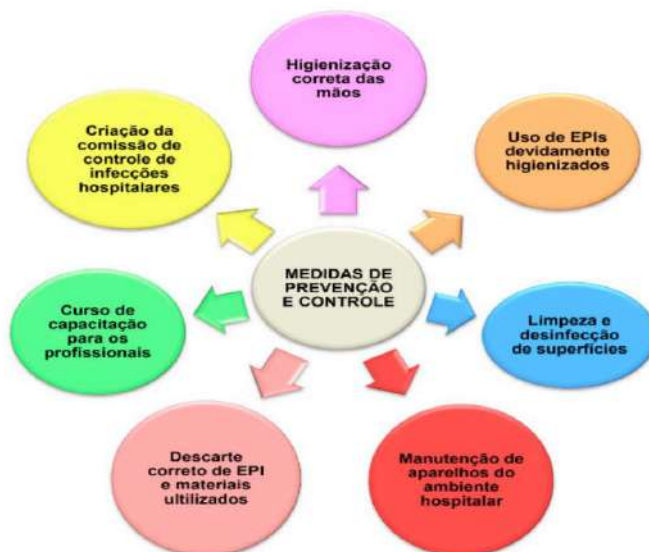 Higienização
correta das
mãos
Criação da
comissão de
controle de
infecções
hospitalares
Uso de EPIs
devidamente
higienizados
MEDIDAS DE
PREVENÇÃO
E CONTROLE
Curso de
capacitação
para os
profissionais
Limpeza e
desinfecção
de superfícies
Descarte
correto de EPI
e materiais
ultilizados
Manutenção de
aparelhos do
ambiente
hospitalar